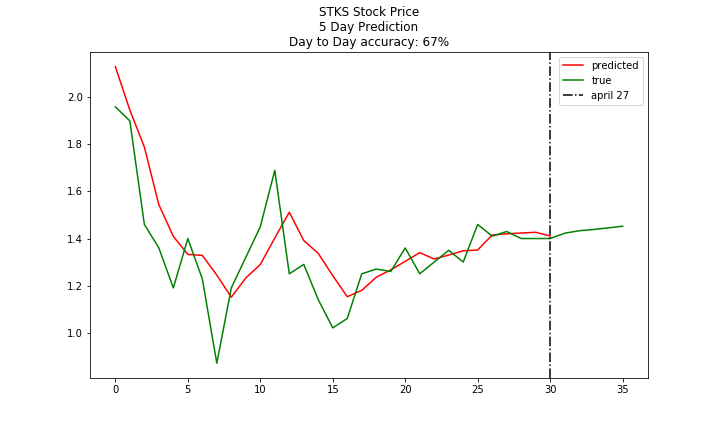 STKS Stock Price
5 Day Prediction
Day to Day accuracy: 67%
predicted
true
april 27
2.0
1.8
1.6
1.4
1.2
1.0
0 5 10 15 20 25 30 35